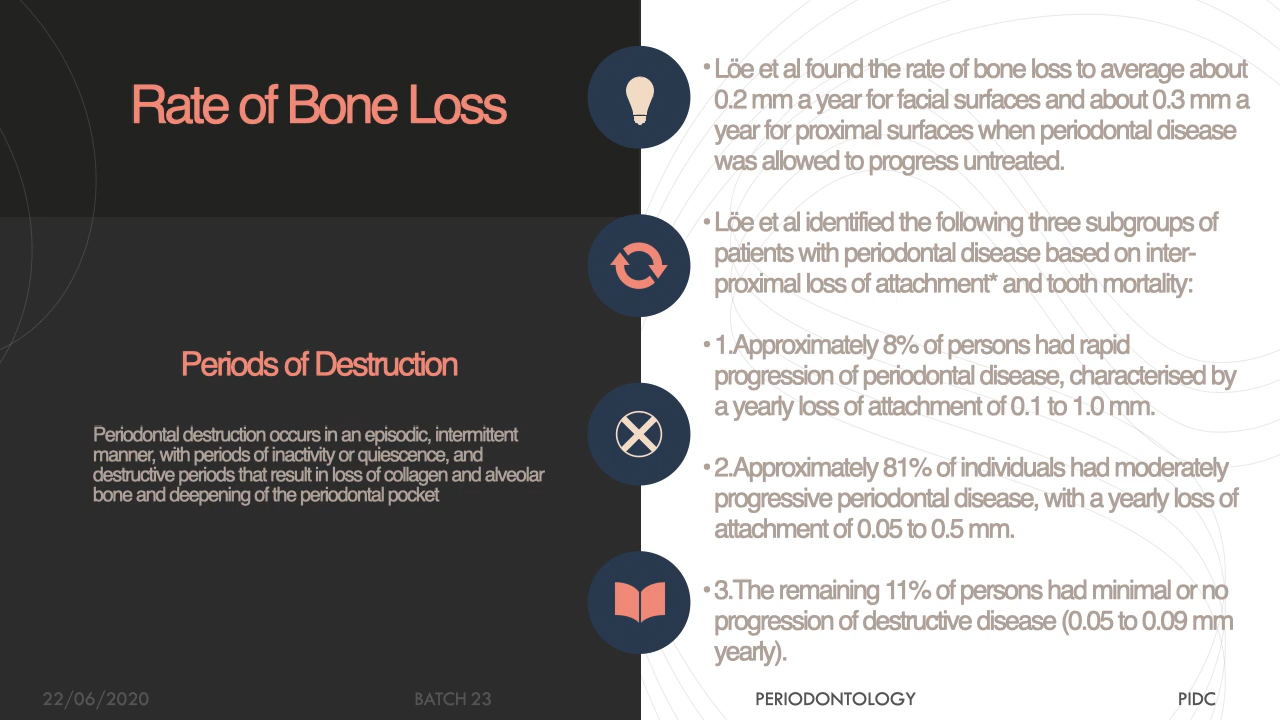 Rate of Bone Loss
Periods of Destruction
Periodontal destruction occurs in an episodic, intermittent
manner, with periods of inactivity or quiescence, and
destructive periods that result in loss of collagen and alveolar
bone and deepening of the periodontal pocket
• Löe et al found the rate of bone loss to average about
0.2 mm a year for facial surfaces and about 0.3 mm a
year for proximal surfaces when periodontal disease
was allowed to progress untreated.
• Löe et al identified the following three subgroups of
patients with periodontal disease based on inter-
proximal loss of attachment* and tooth mortality:
• 1.Approximately 8% of persons had rapid
progression of periodontal disease, characterised by
a yearly loss of attachment of 0.1 to 1.0 mm.
• 2.Approximately 81% of individuals had moderately
progressive periodontal disease, with a yearly loss of
attachment of 0.05 to 0.5 mm.
• 3.The remaining 11% of persons had minimal or no
progression of destructive disease (0.05 to 0.09 mm
yearly).
22/06/2020 BATCH 23 PERIODONTOLOGY PIDC